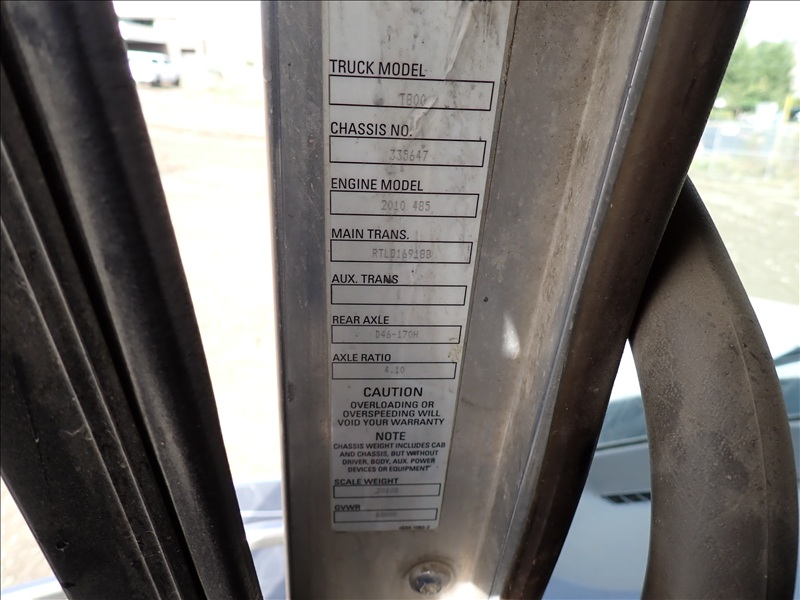 TRUCK MODEL
T800
CHASSIS NO.
335647
ENGINE MODEL
2010 485
MAIN TRANS.
AUX. TRANS
REAR AXLE
D46-170H
AXLE RATIO
4.10
CAUTION
OVERLOADING OR
OVERSPEEDING WILL
VOID YOUR WARRANTY
NOTE
CHASSIS WEIGHT INCLUDES CAB
AND CHASSIS, BUT WITHOUT
DRIVER, BODY, AUX. POWER
DEVICES OR EQUIPMENT
SCALE WEIGHT
GVWR